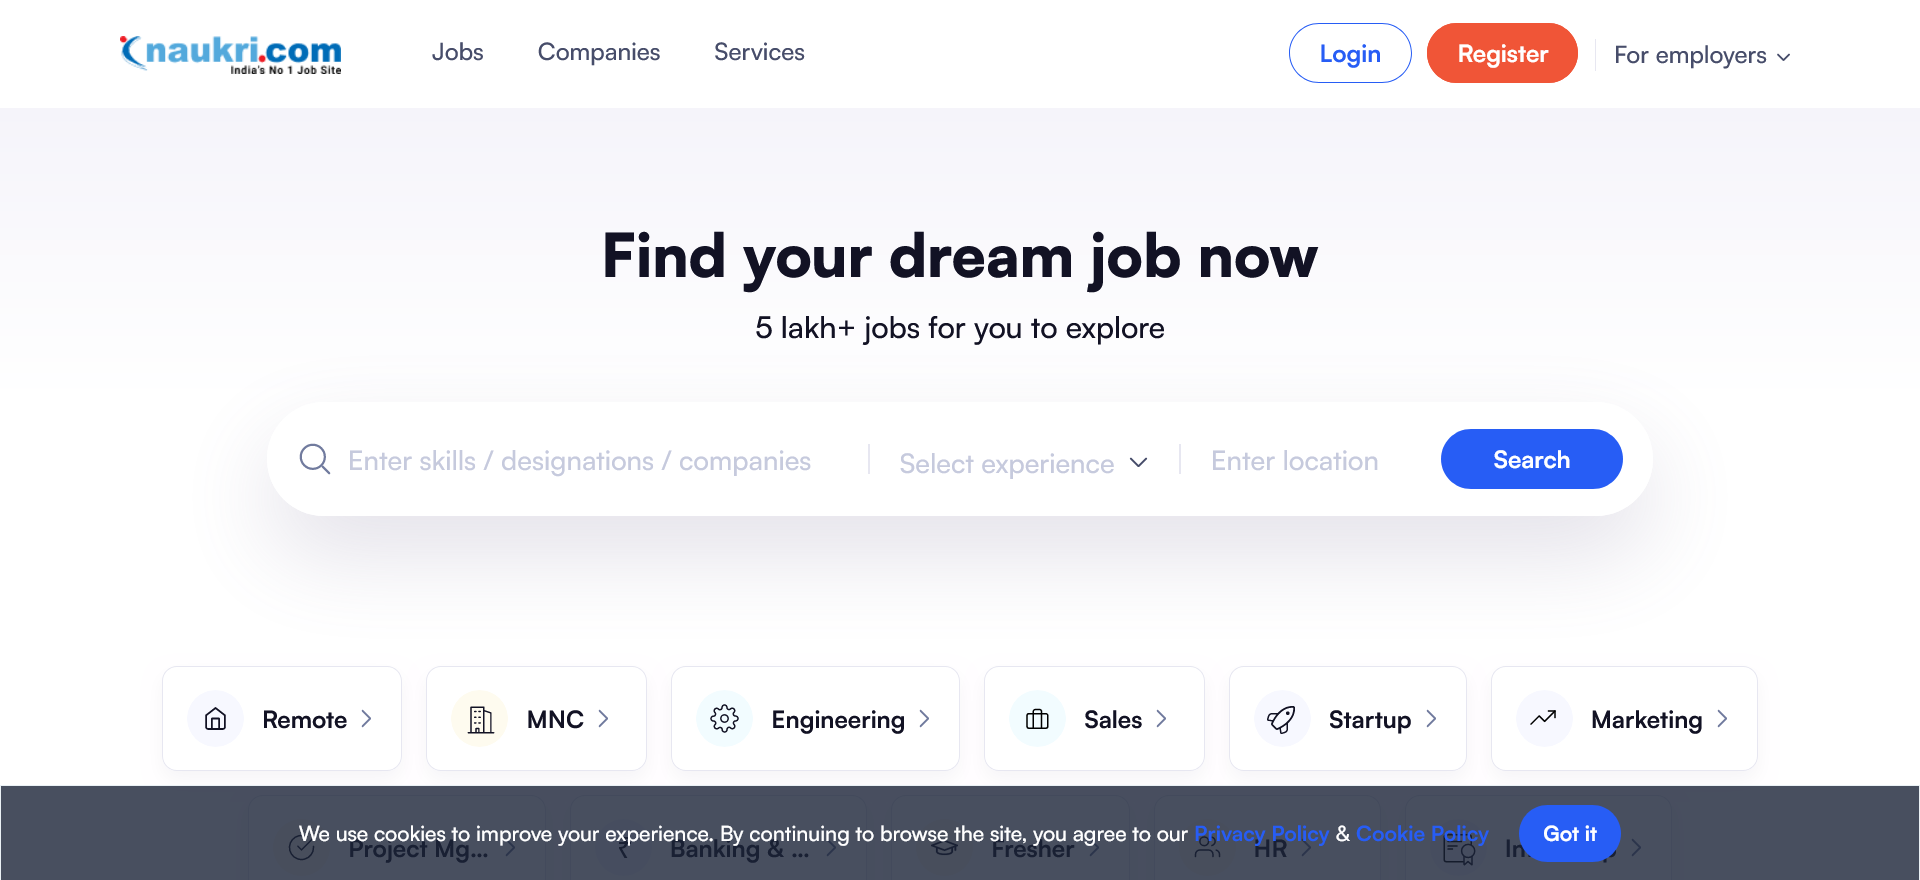 naukri.com
India's No 1 Job Site
Jobs
Companies
Services
Login
Register
For employers
Find your dream job now
5 lakh+ jobs for you to explore
Enter skills / designations / companies
Select experience
Enter location
Search
Remote
MNC
Engineering
Sales
Startup
Marketing
We use cookies to improve your experience. By continuing to browse the site, you agree to our Privacy Policy & Cookie Policy
Got it
Project Mg...
Banking & ...
Fresher
HR